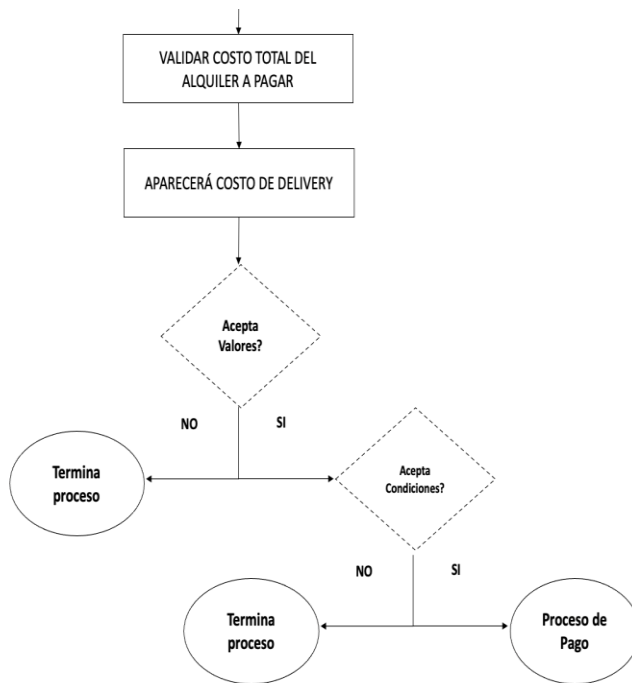 VALIDAR COSTO TOTAL DEL
ALQUILER A PAGAR
APARECERÁ COSTO DE DELIVERY
Acepta
Valores?
NO
SI
Termina
proceso
Acepta
Condiciones?
NO
SI
Termina
proceso
Proceso de
Pago